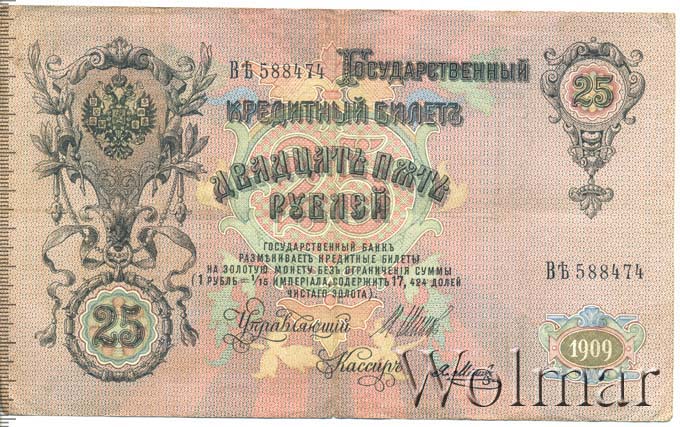 ВѢ 588474
Государственный
25
Кредитный Билетъ
Двадцать пять
рублей
25
Государственный Банкъ
размѣниваетъ кредитные билеты
на золотую монету безъ ограниченія суммы
(1 рубль = 1/15 имперіала, содержитъ 17, 424 долей
чистаго золота).
ВѢ 588474
25
Управляющій
Кассиръ
1909
Wolmar